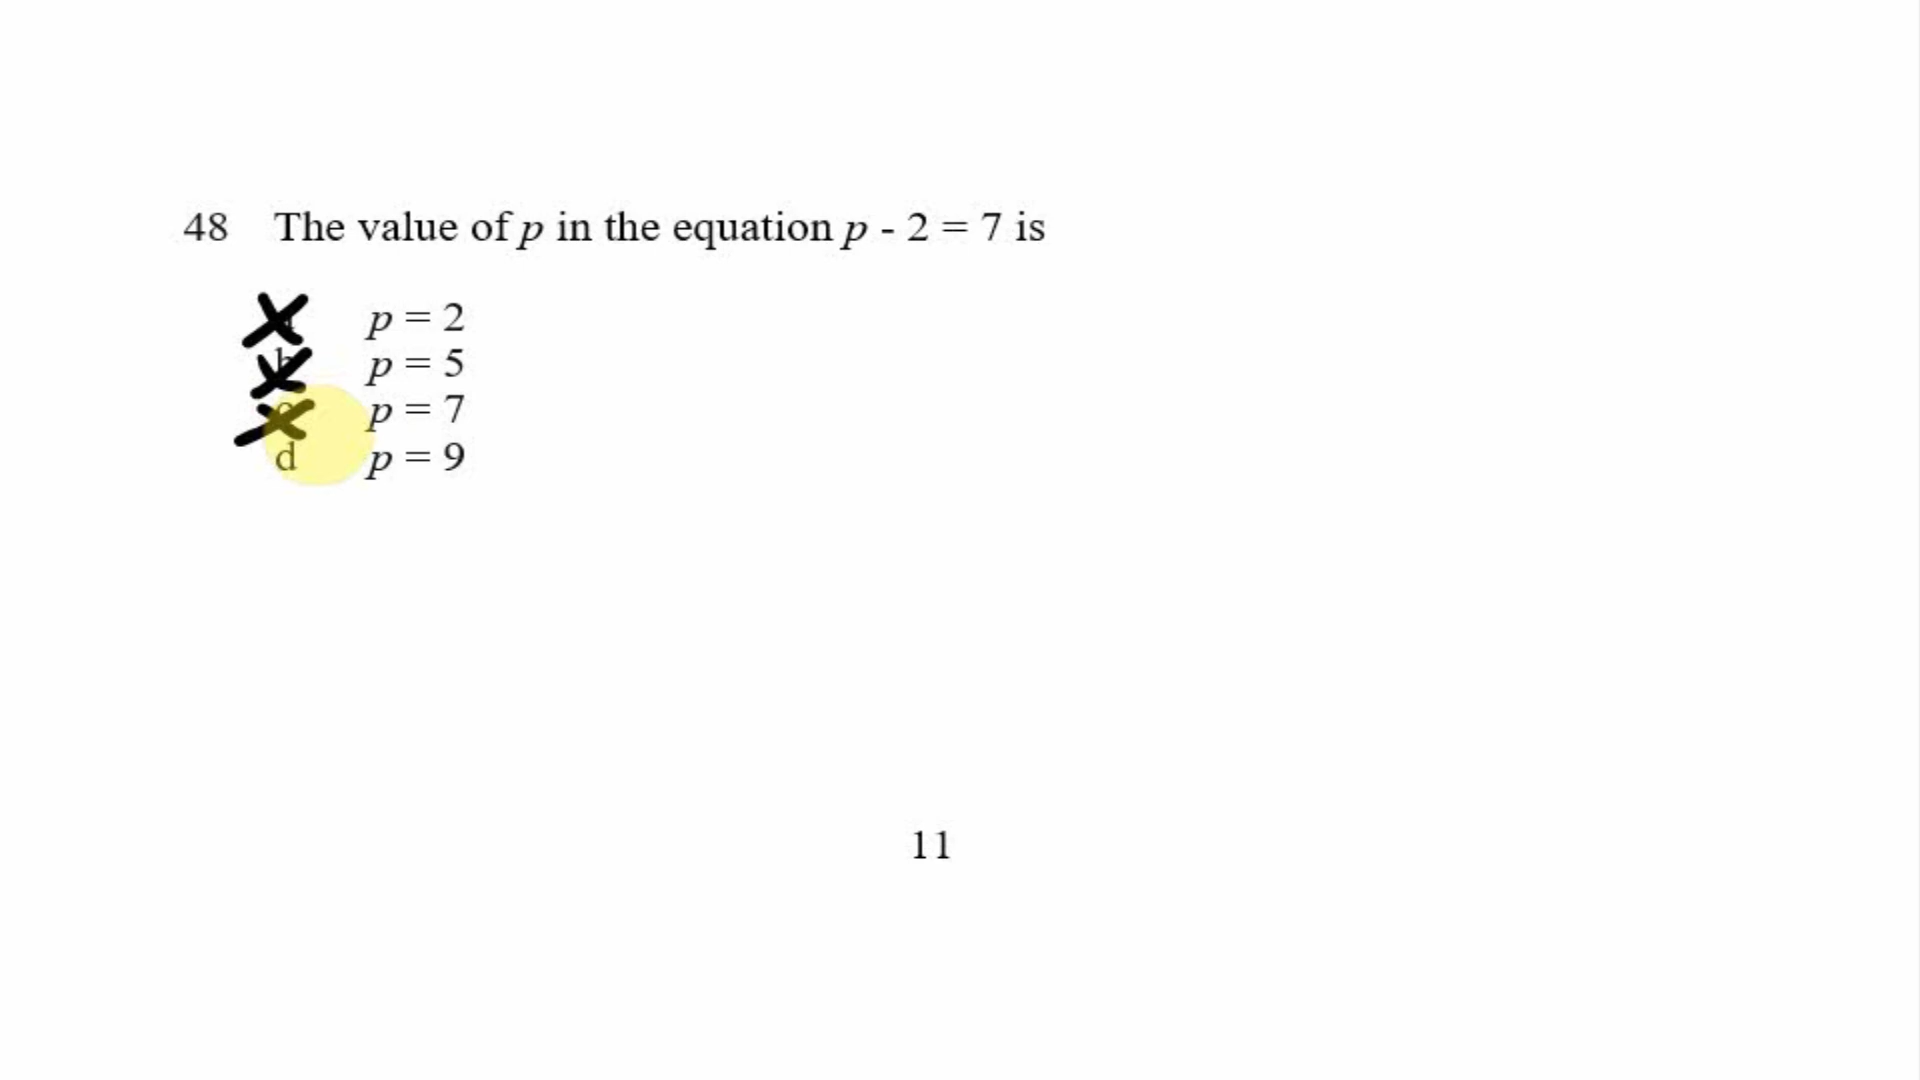 48 The value of p in the equation p - 2 = 7 is
p = 2
p = 5
p = 7
d p = 9
11